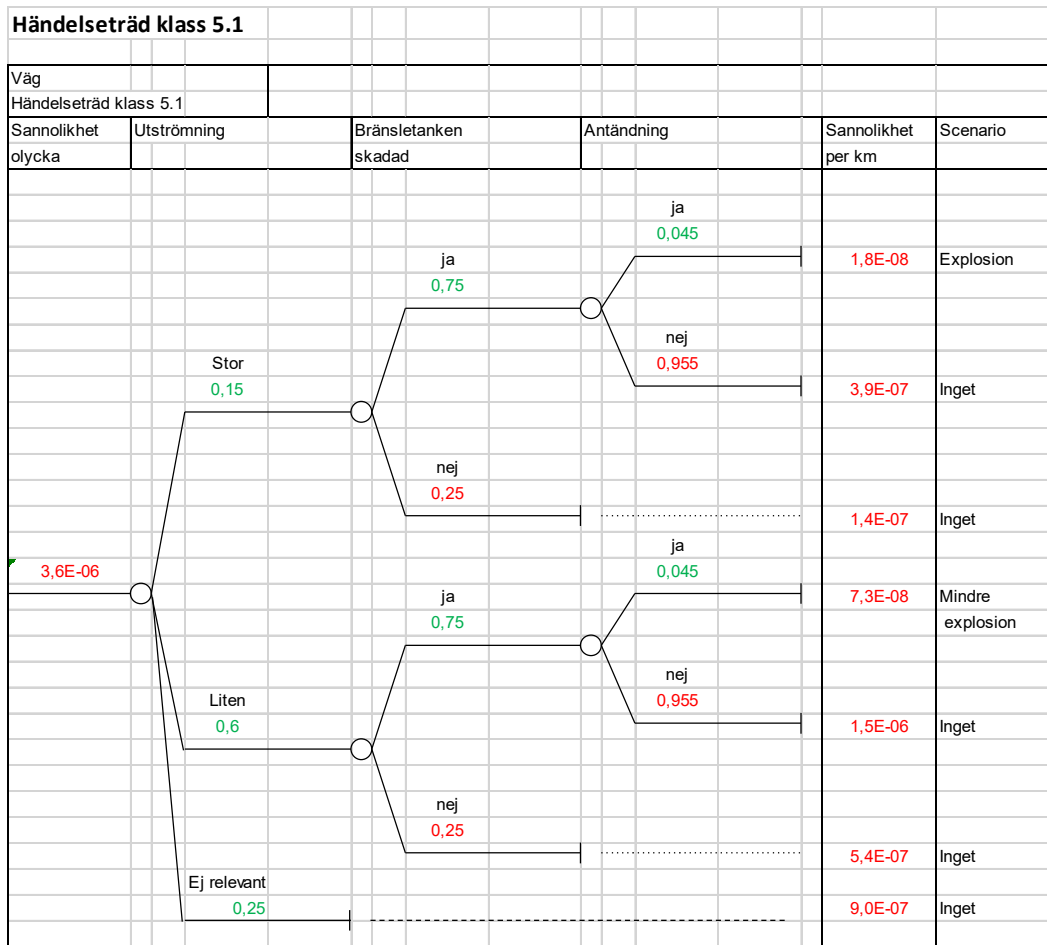 Händelseträd klass 5.1
Väg
Händelseträd klass 5.1
Sannolikhet Utströmning Bränsletanken Antändning Sannolikhet Scenario
olycka skadad per km
ja
0,045
ja 1,8E-08 Explosion
0,75
nej
Stor 0,955
0,15 3,9E-07 Inget
nej
0,25
1,4E-07 Inget
ja
3,6E-06 0,045
ja 7,3E-08 Mindre
0,75 explosion
nej
Liten 0,955
0,6 1,5E-06 Inget
nej
0,25
5,4E-07 Inget
Ej relevant
0,25 9,0E-07 Inget